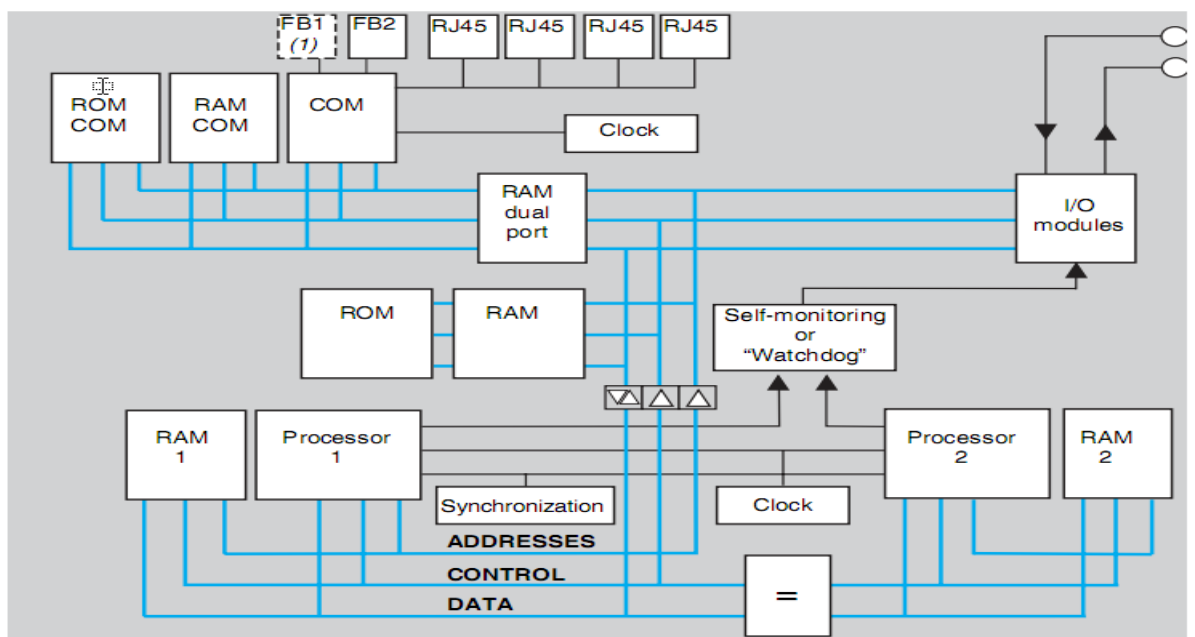 FB1
(1)
FB2
RJ45
RJ45
RJ45
RJ45
ROM
COM
RAM
COM
COM
Clock
RAM
dual
port
I/O
modules
ROM
RAM
Self-monitoring
or
“Watchdog”
RAM
1
Processor
1
Processor
2
RAM
2
Synchronization
Clock
ADDRESSES
CONTROL
DATA
=